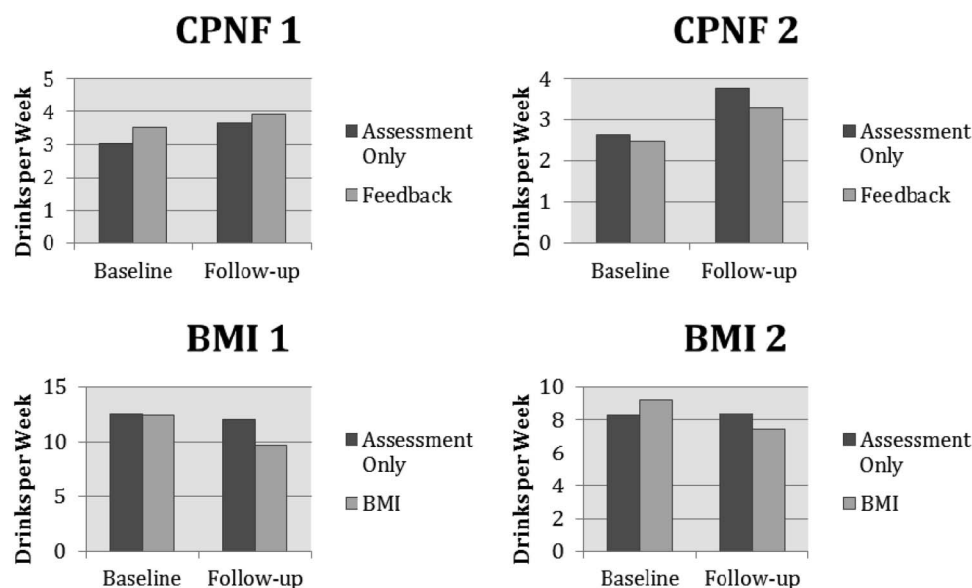 CPNF 1
Drinks per Week
5
4
3
2
1
0
Baseline
Follow-up
Assessment
Only
Feedback
CPNF 2
Drinks per Week
4
3
2
1
0
Baseline
Follow-up
Assessment
Only
Feedback
BMI 1
Drinks per Week
15
10
5
0
Baseline
Follow-up
Assessment
Only
BMI
BMI 2
Drinks per Week
10
8
6
4
2
0
Baseline
Follow-up
Assessment
Only
BMI